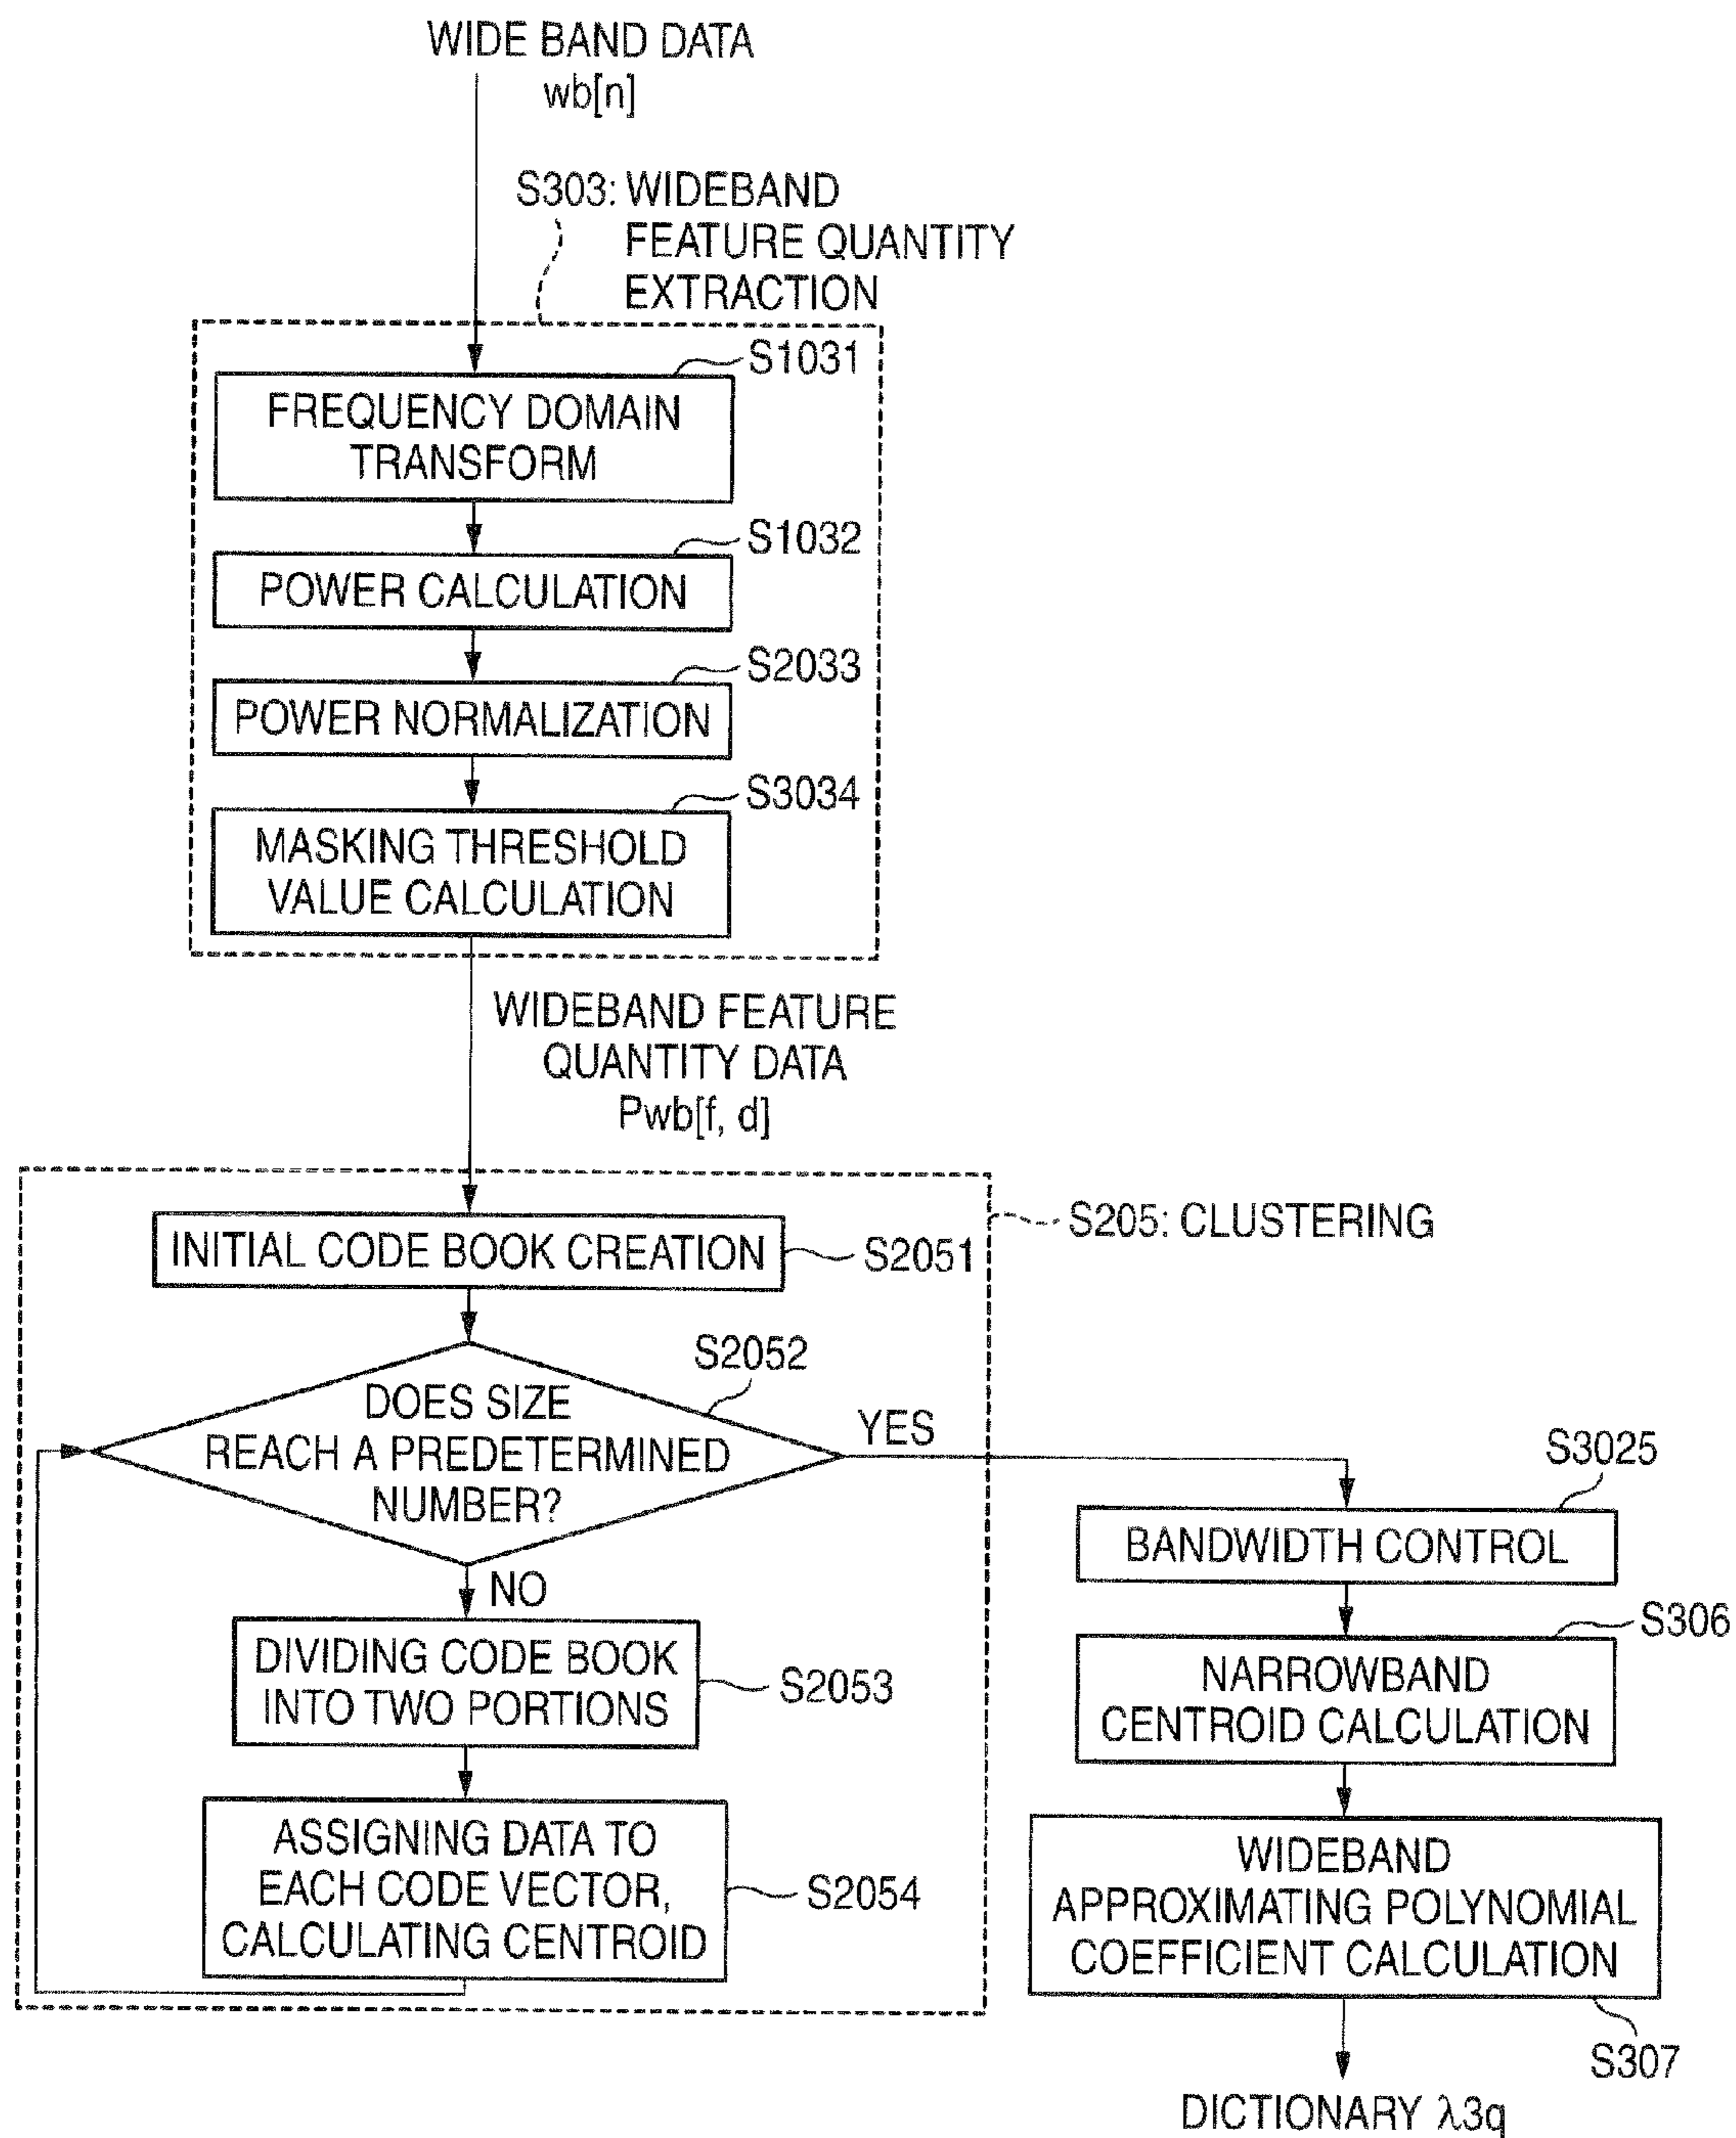 WIDE BAND DATA
wb[n]
S303: WIDEBAND
FEATURE QUANTITY
EXTRACTION
S1031
FREQUENCY DOMAIN
TRANSFORM
S1032
POWER CALCULATION
S2033
POWER NORMALIZATION
S3034
MASKING THRESHOLD
VALUE CALCULATION
WIDEBAND FEATURE
QUANTITY DATA
Pwb[f, d]
S205: CLUSTERING
INITIAL CODE BOOK CREATION
S2051
S2052
DOES SIZE
REACH A PREDETERMINED
NUMBER?
YES
NO
DIVIDING CODE BOOK
INTO TWO PORTIONS
S2053
ASSIGNING DATA TO
EACH CODE VECTOR,
CALCULATING CENTROID
S2054
S3025
BANDWIDTH CONTROL
S306
NARROWBAND
CENTROID CALCULATION
WIDEBAND
APPROXIMATING POLYNOMIAL
COEFFICIENT CALCULATION
S307
DICTIONARY λ3q